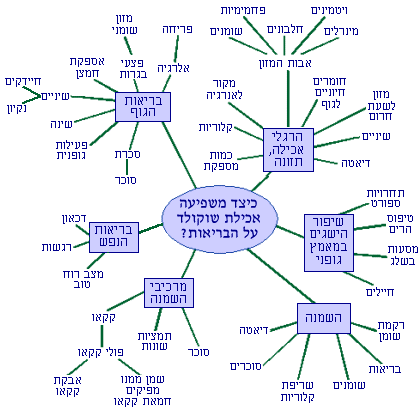 כיצד משפיעה
אכילת שוקולד
על הבריאות?
בריאות
הגוף
מזון
שומני
פריחה
אלרגיה
פצעי
בגרות
אספקת
חמצן
חיידקים
שיניים
נקיון
שינה
פעילות
גופנית
סכרת
סוכר
הרגלי
אכילה,
תזונה
אבות המזון
שומנים
פחמימיות
חלבונים
ויטמינים
מינרלים
מקור
לאנרגיה
חומרים
חיוניים
לגוף
מזון
לשעת
חרום
קלוריות
שיניים
כמות
מספקת
דיאטה
שיפור
הישגים
במאמץ
גופני
תחרויות
ספורט
טיפוס
הרים
מסעות
בשלג
חיילים
השמנה
רקמת
שומן
דיאטה
בריאות
סוכרים
שריפת
קלוריות
שומנים
מרכיבי
השמנה
קקאו
תמציות
שונות
סוכר
פולי קקאו
אבקת
קקאו
שמן ממנו
מפיקים
חמאת קקאו
בריאות
הנפש
דכאון
רגשות
מצב רוח
טוב